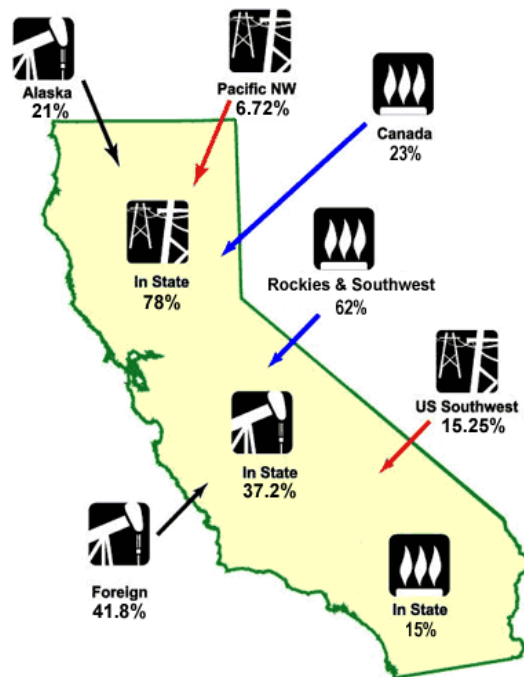 Alaska
21%
Pacific NW
6.72%
Canada
23%
In State
78%
Rockies & Southwest
62%
US Southwest
15.25%
In State
37.2%
Foreign
41.8%
In State
15%